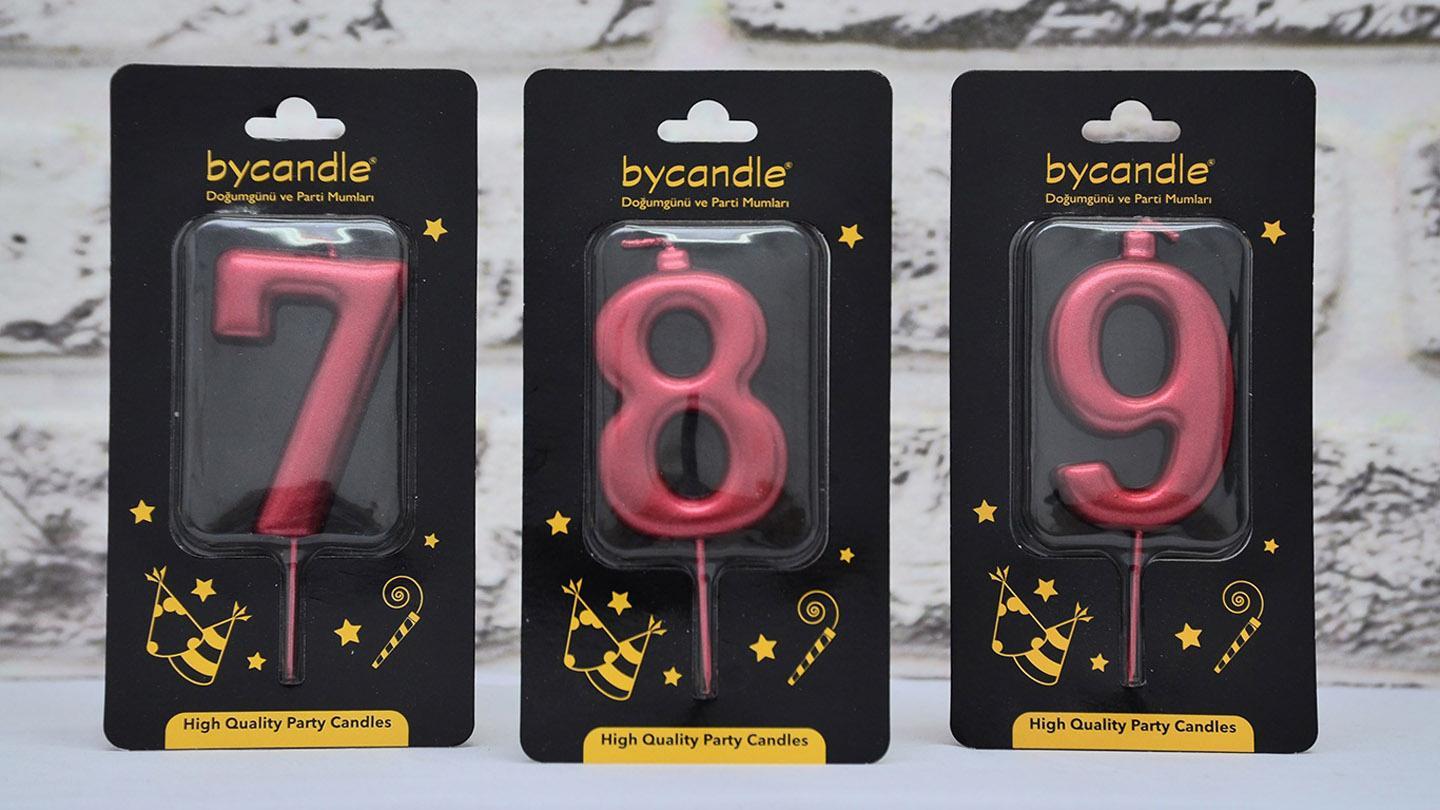 bycandle®
Doğumgünü ve Parti Mumları
7
High Quality Party Candles
bycandle®
Doğumgünü ve Parti Mumları
8
High Quality Party Candles
bycandle®
Doğumgünü ve Parti Mumları
9
High Quality Party Candles